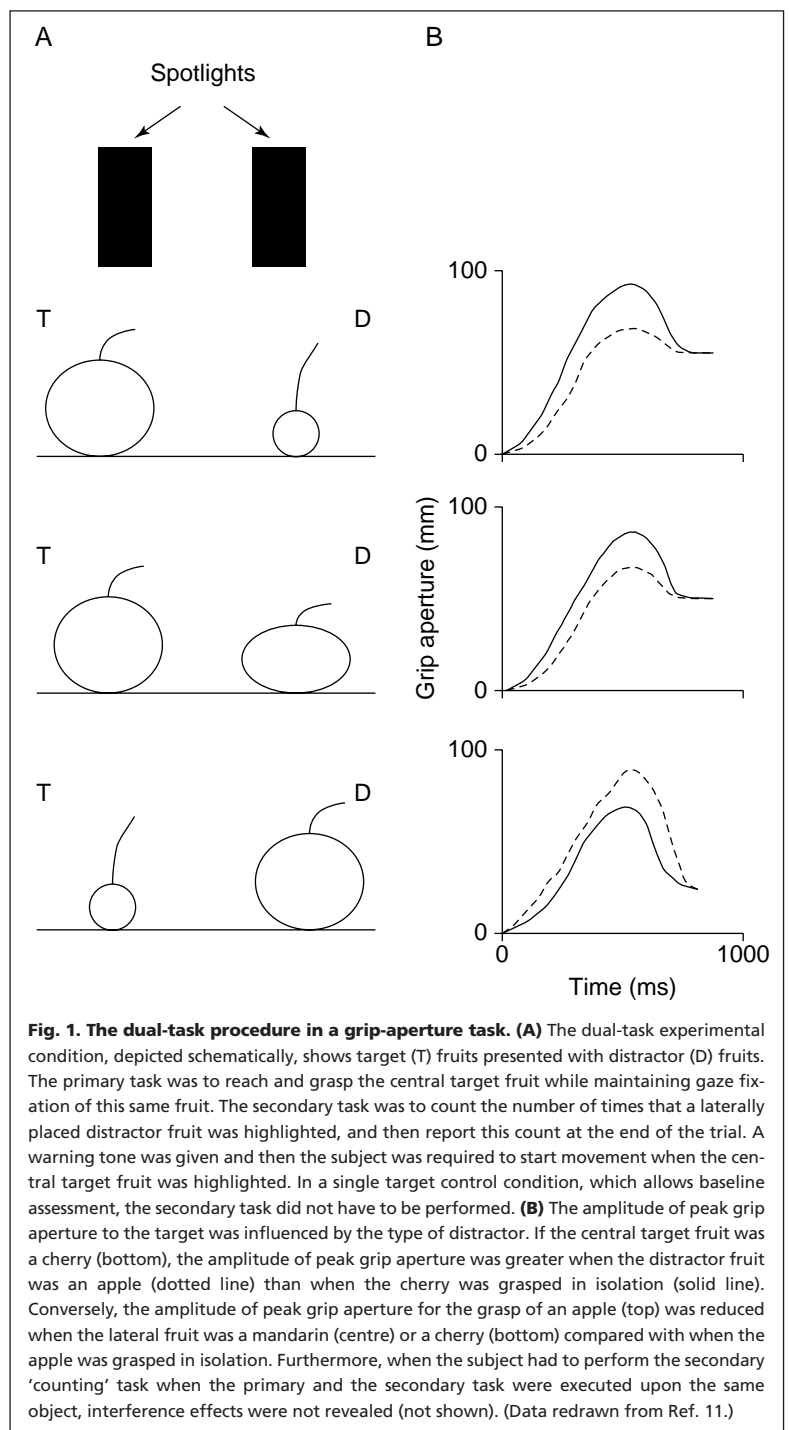 A
B
Spotlights
T
D
100
0
T
D
100
0
Grip aperture (mm)
T
D
100
0
0
1000
Time (ms)
Fig. 1. The dual-task procedure in a grip-aperture task. (A) The dual-task experimental
condition, depicted schematically, shows target (T) fruits presented with distractor (D) fruits.
The primary task was to reach and grasp the central target fruit while maintaining gaze fix-
ation of this same fruit. The secondary task was to count the number of times that a laterally
placed distractor fruit was highlighted, and then report this count at the end of the trial. A
warning tone was given and then the subject was required to start movement when the cen-
tral target fruit was highlighted. In a single target control condition, which allows baseline
assessment, the secondary task did not have to be performed. (B) The amplitude of peak grip
aperture to the target was influenced by the type of distractor. If the central target fruit was
a cherry (bottom), the amplitude of peak grip aperture was greater when the distractor fruit
was an apple (dotted line) than when the cherry was grasped in isolation (solid line).
Conversely, the amplitude of peak grip aperture for the grasp of an apple (top) was reduced
when the lateral fruit was a mandarin (centre) or a cherry (bottom) compared with when the
apple was grasped in isolation. Furthermore, when the subject had to perform the secondary
'counting' task when the primary and the secondary task were executed upon the same
object, interference effects were not revealed (not shown). (Data redrawn from Ref. 11.)